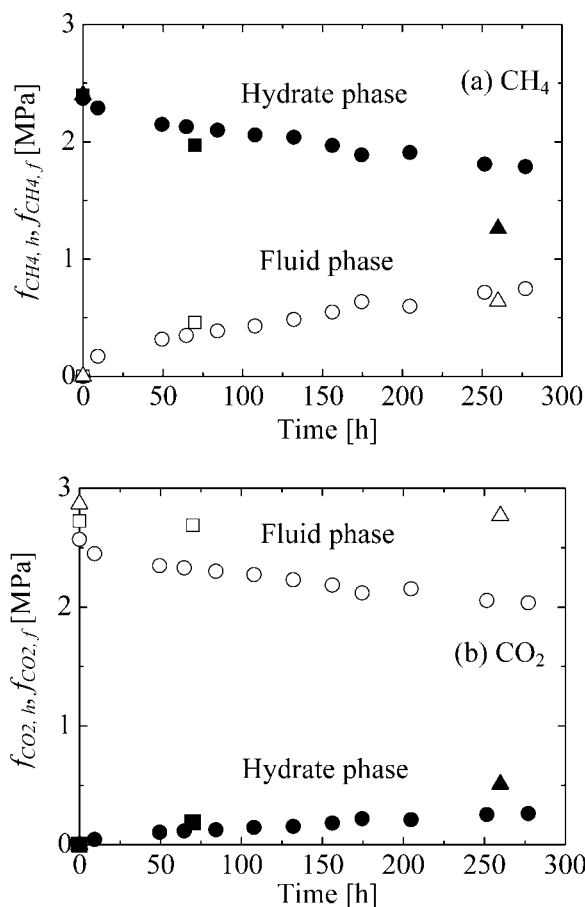 3
(a) CH4
Hydrate phase
2
fCH4, h, fCH4, f [MPa]
1
Fluid phase
0
0 50 100 150 200 250 300
Time [h]
3
Fluid phase
2
(b) CO2
fCO2, h, fCO2, f [MPa]
1
Hydrate phase
0
0 50 100 150 200 250 300
Time [h]